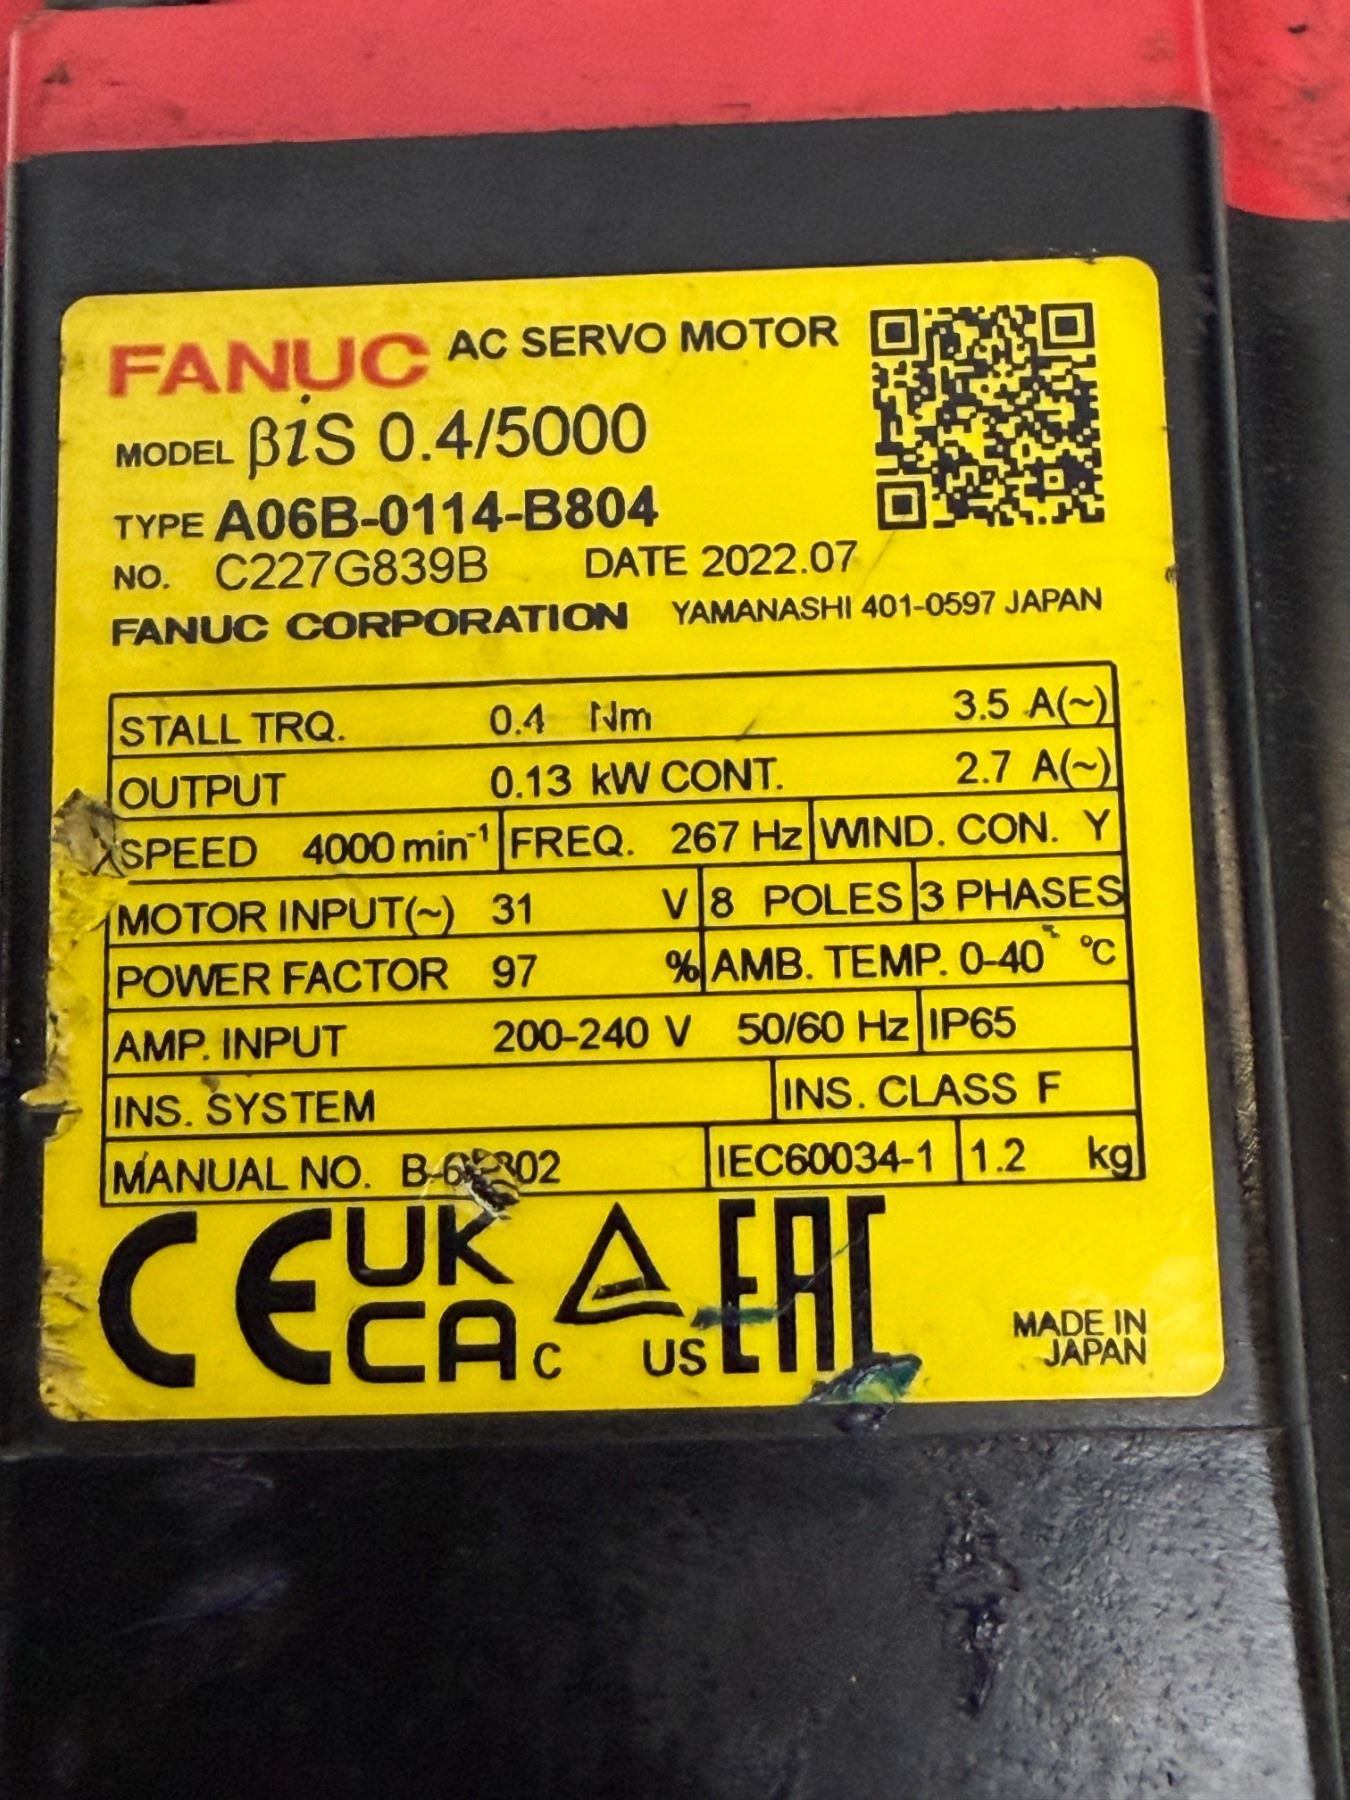 FANUC AC SERVO MOTOR
MODEL βiS 0.4/5000
TYPE A06B-0114-B804
NO. C227G839B DATE 2022.07
FANUC CORPORATION YAMANASHI 401-0597 JAPAN
STALL TRQ. 0.4 Nm 3.5 A(~)
OUTPUT 0.13 kW CONT. 2.7 A(~)
SPEED 4000 min⁻¹ FREQ. 267 Hz WIND. CON. Y
MOTOR INPUT(~) 31 V 8 POLES 3 PHASES
POWER FACTOR 97 % AMB. TEMP. 0-40 °C
AMP. INPUT 200-240 V 50/60 Hz IP65
INS. SYSTEM INS. CLASS F
MANUAL NO. IEC60034-1 1.2 kg
CE UK CA C US EAC
MADE IN
JAPAN